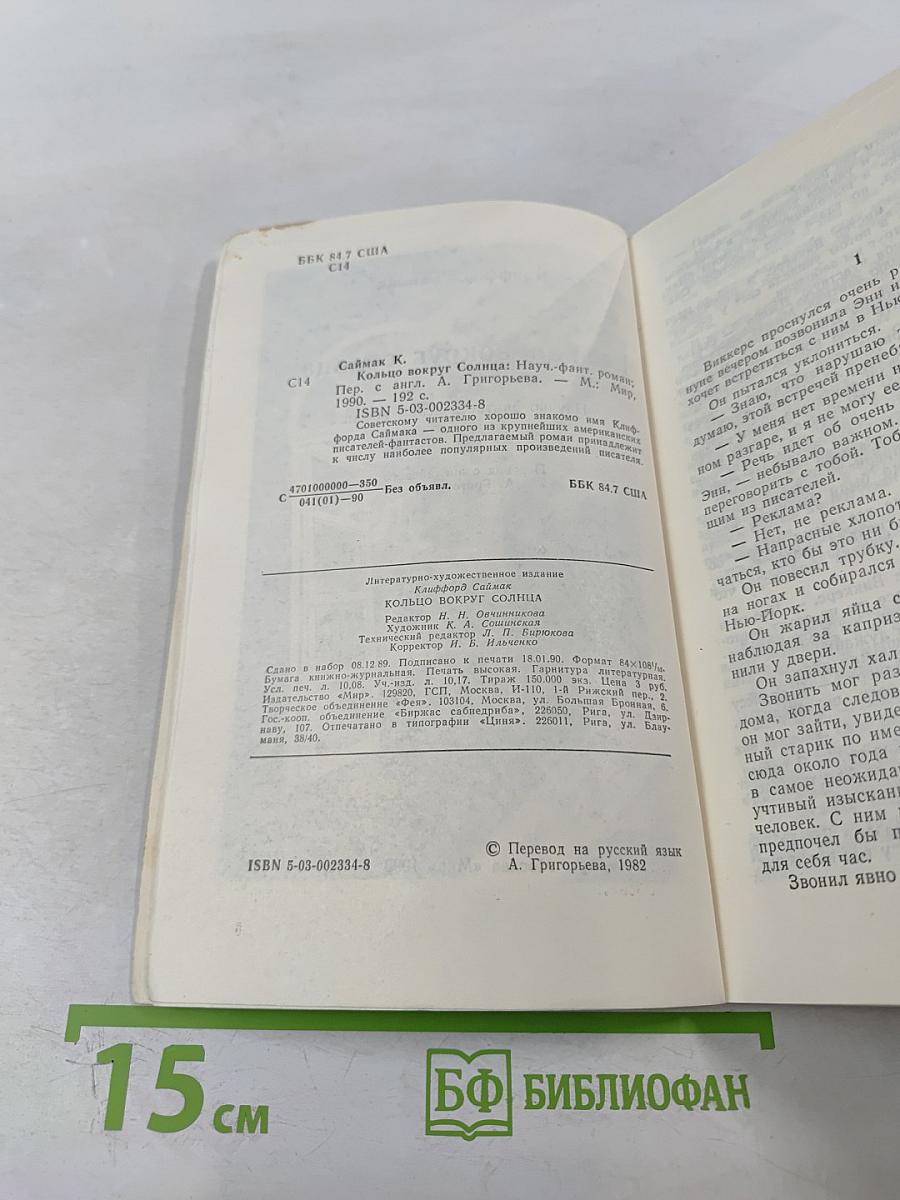 ББК 84.7 США
С14
Саймак К.
С14 Кольцо вокруг Солнца: Науч.-фант. роман;
Пер. с англ. А. Григорьева. — М.: Мир,
1990. — 192 с.
ISBN 5-03-002334-8
Советскому читателю хорошо знакомо имя Клиф-
форда Саймака — одного из крупнейших американских
писателей-фантастов. Предлагаемый роман принадлежит
к числу наиболее популярных произведений писателя.
С 4701000000—350
041(01)—90 Без объявл. ББК 84.7 США
Литературно-художественное издание
Клиффорд Саймак
КОЛЬЦО ВОКРУГ СОЛНЦА
Редактор Н. Н. Овчинникова
Художник К. А. Сошинская
Технический редактор Л. П. Бирюкова
Корректор И. Б. Ильченко
Сдано в набор 08.12.89. Подписано к печати 18.01.90. Формат 84×108¹/₃₂.
Бумага книжно-журнальная. Печать высокая. Гарнитура литературная.
Усл. печ. л. 10,08. Уч.-изд. л. 10,17. Тираж 150.000 экз. Цена 3 руб.
Издательство «Мир». 129820, ГСП, Москва, И-110, 1-й Рижский пер., 2.
Творческое объединение «Фея». 103104, Москва, ул. Большая Бронная, 6.
Гос.-кооп. объединение «Биржас сабиедриба», 226050, Рига, ул. Дзир-
наву, 107. Отпечатано в типографии «Циня». 226011, Рига, ул. Блау-
маня, 38/40.
ISBN 5-03-002334-8
© Перевод на русский язык
А. Григорьева, 1982
1
Виккерс проснулся очень р
нуне вечером позвонила Энн и
хочет встретиться с ним в Нью
Он пытался уклониться.
— Знаю, что нарушаю
думаю, этой встречей пренеб
— У меня нет времени н
ном разгаре, и я не могу ее
— Речь идет об очень
Энн, — небывало важном.
переговорить с тобой. Тоб
щим из писателей.
— Реклама?
— Нет, не реклама.
— Напрасные хлопот
чаться, кто бы это ни б
Он повесил трубку.
на ногах и собирался
Нью-Йорк.
Он жарил яйца с
наблюдая за каприз
нили у двери.
Он запахнул хал
Звонить мог раз
дома, когда следов
он мог зайти, увиде
ный старик по име
сюда около года
в самое неожидан
учтивый изыскан
человек. С ним
предпочел бы п
для себя час.
Звонил явно
15 см
БФ БИБЛИОФАН